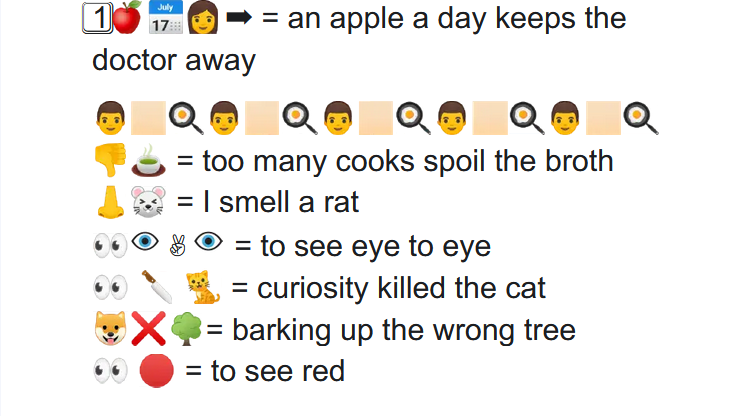 1 July 17 = an apple a day keeps the
doctor away
= too many cooks spoil the broth
= I smell a rat
= to see eye to eye
= curiosity killed the cat
= barking up the wrong tree
= to see red